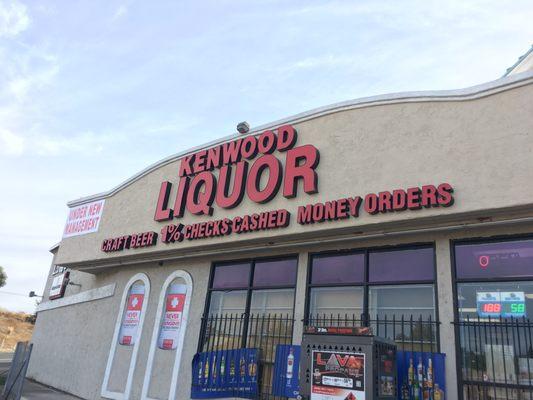 KENWOOD
LIQUOR
UNDER NEW
MANAGEMENT
CRAFT BEER 1% CHECKS CASHED MONEY ORDERS
LAVA